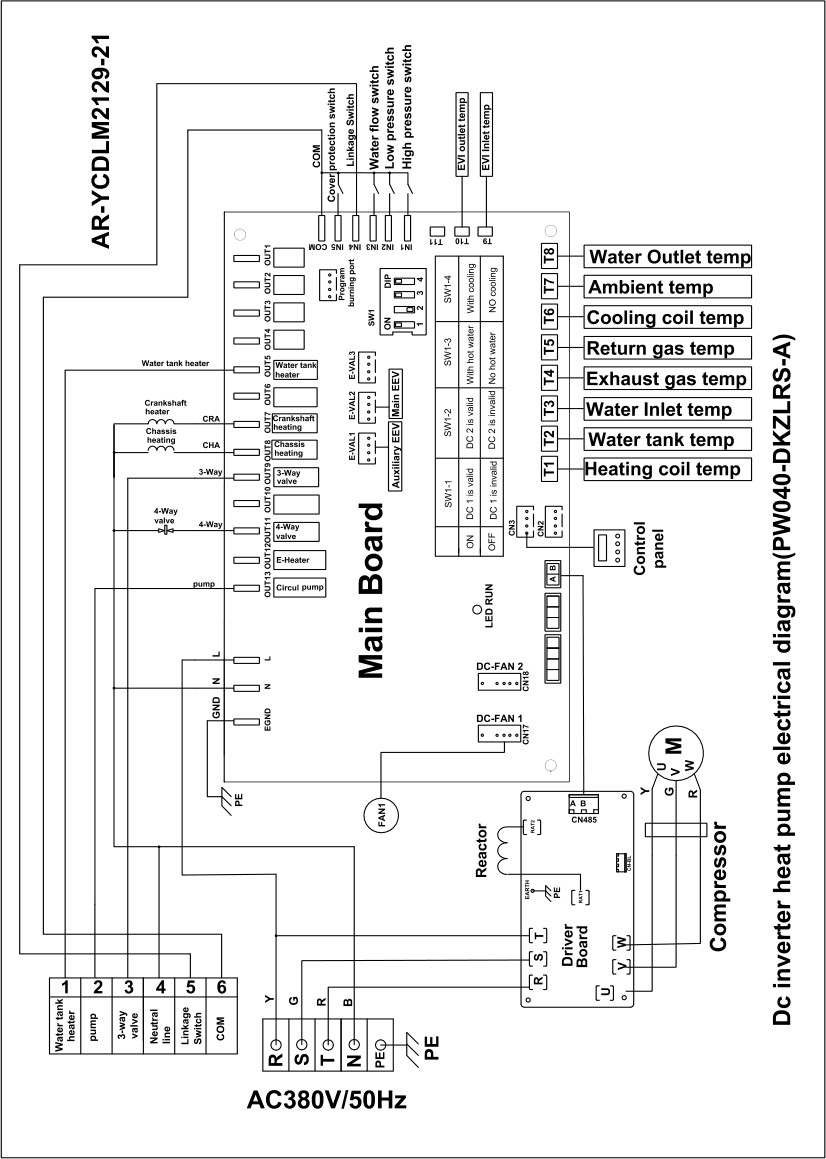 AR-YCDLM2129-21
COM
Cover protection switch
Linkage Switch
Water flow switch
Low pressure switch
High pressure switch
EVI outlet temp
EVI Inlet temp
COM
IN5
IN4
IN3
IN2
IN1
T11
T10
T9
OUT1
OUT2
OUT3
OUT4
OUT5
OUT6
OUT7
OUT8
OUT9
OUT10
OUT11
OUT12
OUT13
Program
burning port
SW1
ON
DIP
1
2
3
4
Water tank heater
Water tank
heater
Crankshaft
heater
CRA
Crankshaft
heating
Chassis
heating
CHA
Chassis
heating
3-Way
3-Way
valve
4-Way
valve
4-Way
4-Way
valve
E-Heater
pump
Circul pump
E-VAL3
E-VAL2
E-VAL1
Main EEV
Auxiliary EEV
SW1-1
SW1-2
SW1-3
SW1-4
ON
DC 1 is valid
DC 2 is valid
With hot water
With cooling
OFF
DC 1 is invalid
DC 2 is invalid
No hot water
NO cooling
T8
Water Outlet temp
T7
Ambient temp
T6
Cooling coil temp
T5
Return gas temp
T4
Exhaust gas temp
T3
Water Inlet temp
T2
Water tank temp
T1
Heating coil temp
Main Board
CN3
CN2
Control
panel
A B
LED RUN
L
L
N
N
GND
EGND
PE
DC-FAN 2
CN18
DC-FAN 1
CN17
FAN1
M
U
V
W
Y
G
R
Compressor
A B
CN485
Reactor
RAT2
RAT1
EARTH
PE
CN-BL
Driver
Board
T
S
R
W
V
U
1
2
3
4
5
6
Water tank
heater
pump
3-way
valve
Neutral
line
Linkage
Switch
COM
Y
G
R
B
R
S
T
N
PE
PE
AC380V/50Hz
Dc inverter heat pump electrical diagram(PW040-DKZLRS-A)